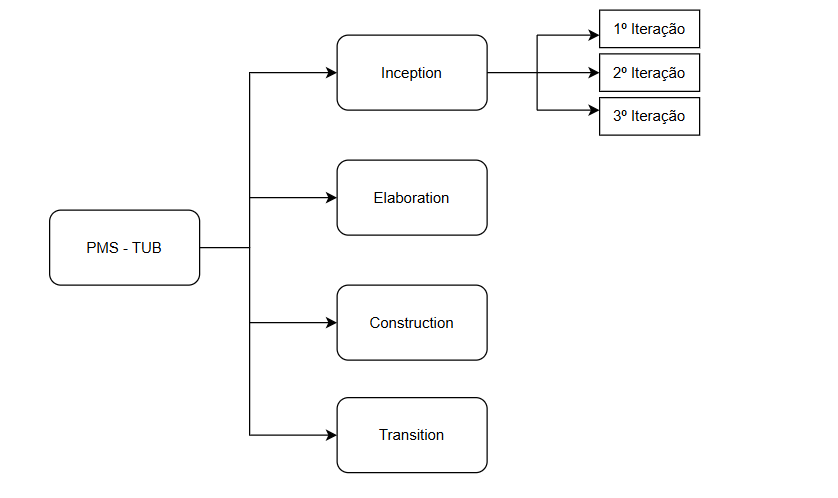 1º Iteração
Inception
2º Iteração
3º Iteração
Elaboration
PMS - TUB
Construction
Transition